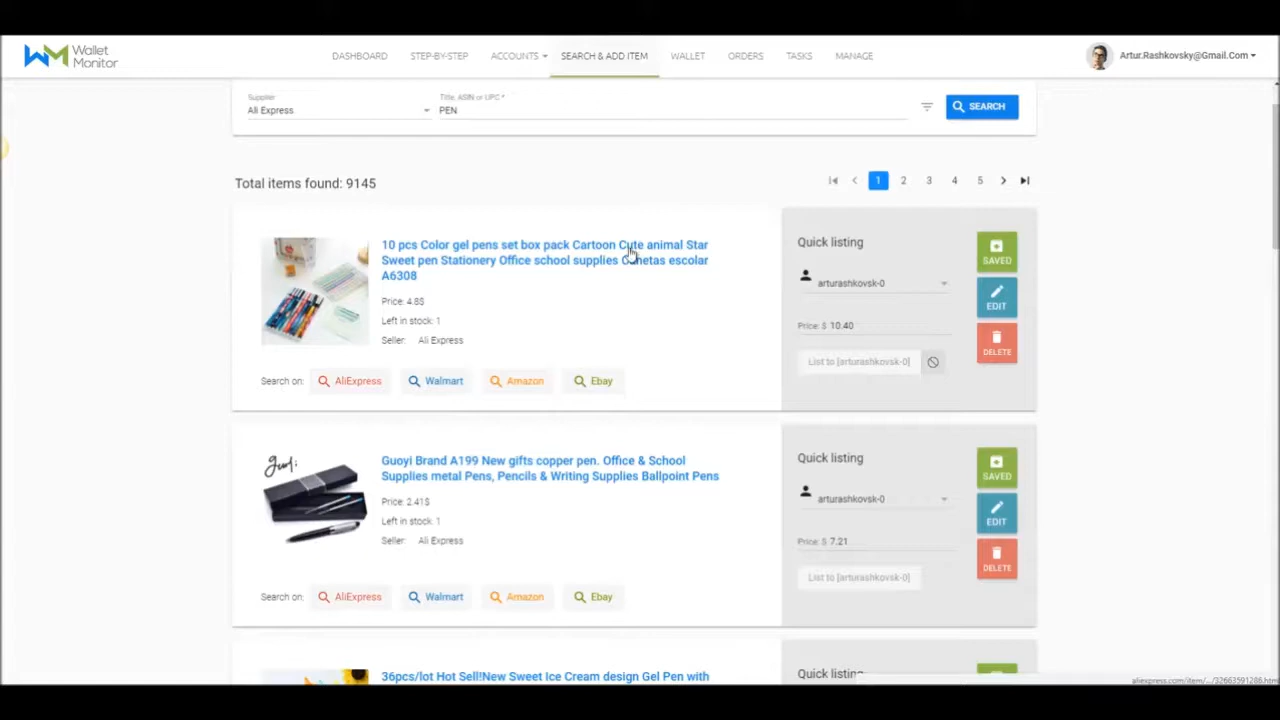 Wallet
Monitor
DASHBOARD STEP-BY-STEP ACCOUNTS SEARCH & ADD ITEM WALLET ORDERS TASKS MANAGE
Artur.Rashkovsky@Gmail.Com
Supplier
Ali Express
Title, ASIN or UPC *
PEN
SEARCH
Total items found: 9145
1 2 3 4 5
10 pcs Color gel pens set box pack Cartoon Cute animal Star
Sweet pen Stationery Office school supplies Canetas escolar
A6308
Price: 4.8$
Left in stock: 1
Seller: Ali Express
Search on: AliExpress Walmart Amazon Ebay
Quick listing
arturashkovsk-0
Price: $ 10.40
List to [arturashkovsk-0]
SAVED
EDIT
DELETE
Guoyi Brand A199 New gifts copper pen. Office & School
Supplies metal Pens, Pencils & Writing Supplies Ballpoint Pens
Price: 2.41$
Left in stock: 1
Seller: Ali Express
Search on: AliExpress Walmart Amazon Ebay
Quick listing
arturashkovsk-0
Price: $ 7.21
List to [arturashkovsk-0]
SAVED
EDIT
DELETE
36pcs/lot Hot Sell!New Sweet Ice Cream design Gel Pen with
Quick listing
aliexpress.com/item/.../32663591286.html